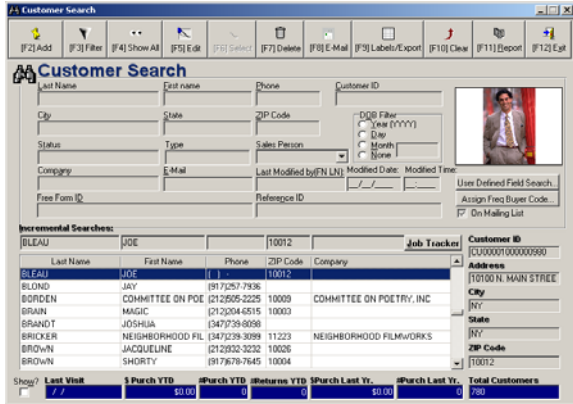 Customer Search
[F2]Add [F3] Filter [F4] Show All [F5] Edit [F6] Select [F7] Delete [F8] E-Mail [F9] Labels/Export [F10] Clear [F11] Report [F12] Exit
Customer Search
Last Name First name Phone Customer ID
City State ZIP Code DOB Filter
Year (YYYY)
Day
Month
None
Status Type Sales Person
Company E-Mail Last Modified by(FN LN): Modified Date: Modified Time:
__/__/__ __:__
User Defined Field Search...
Free Form ID Reference ID Assign Freq Buyer Code...
On Mailing List
Incremental Searches:
BLEAU JOE 10012 Job Tracker
Last Name First Name Phone ZIP Code Company
BLEAU JOE ( ) - 10012
BLOND JAY (917)257-7936
BORDEN COMMITTEE ON POE (212)505-2225 10009 COMMITTEE ON POETRY, INC
BRAIN MAGIC (212)204-6515 10003
BRANDT JOSHUA (347)739-8098
BRICKER NEIGHBORHOOD FIL (347)239-3099 11223 NEIGHBORHOOD FILMWORKS
BROWN JACQUELINE (212)932-3232 10026
BROWN SHORTY (917)678-7645 10004
Customer ID
CU00001000000980
Address
10100 N. MAIN STREE
City
NY
State
NY
ZIP Code
10012
Show? Last Visit $ Purch YTD #Purch YTD #Returns YTD $Purch Last Yr. #Purch Last Yr. Total Customers
/ / $0.00 0 0 $0.00 0 780